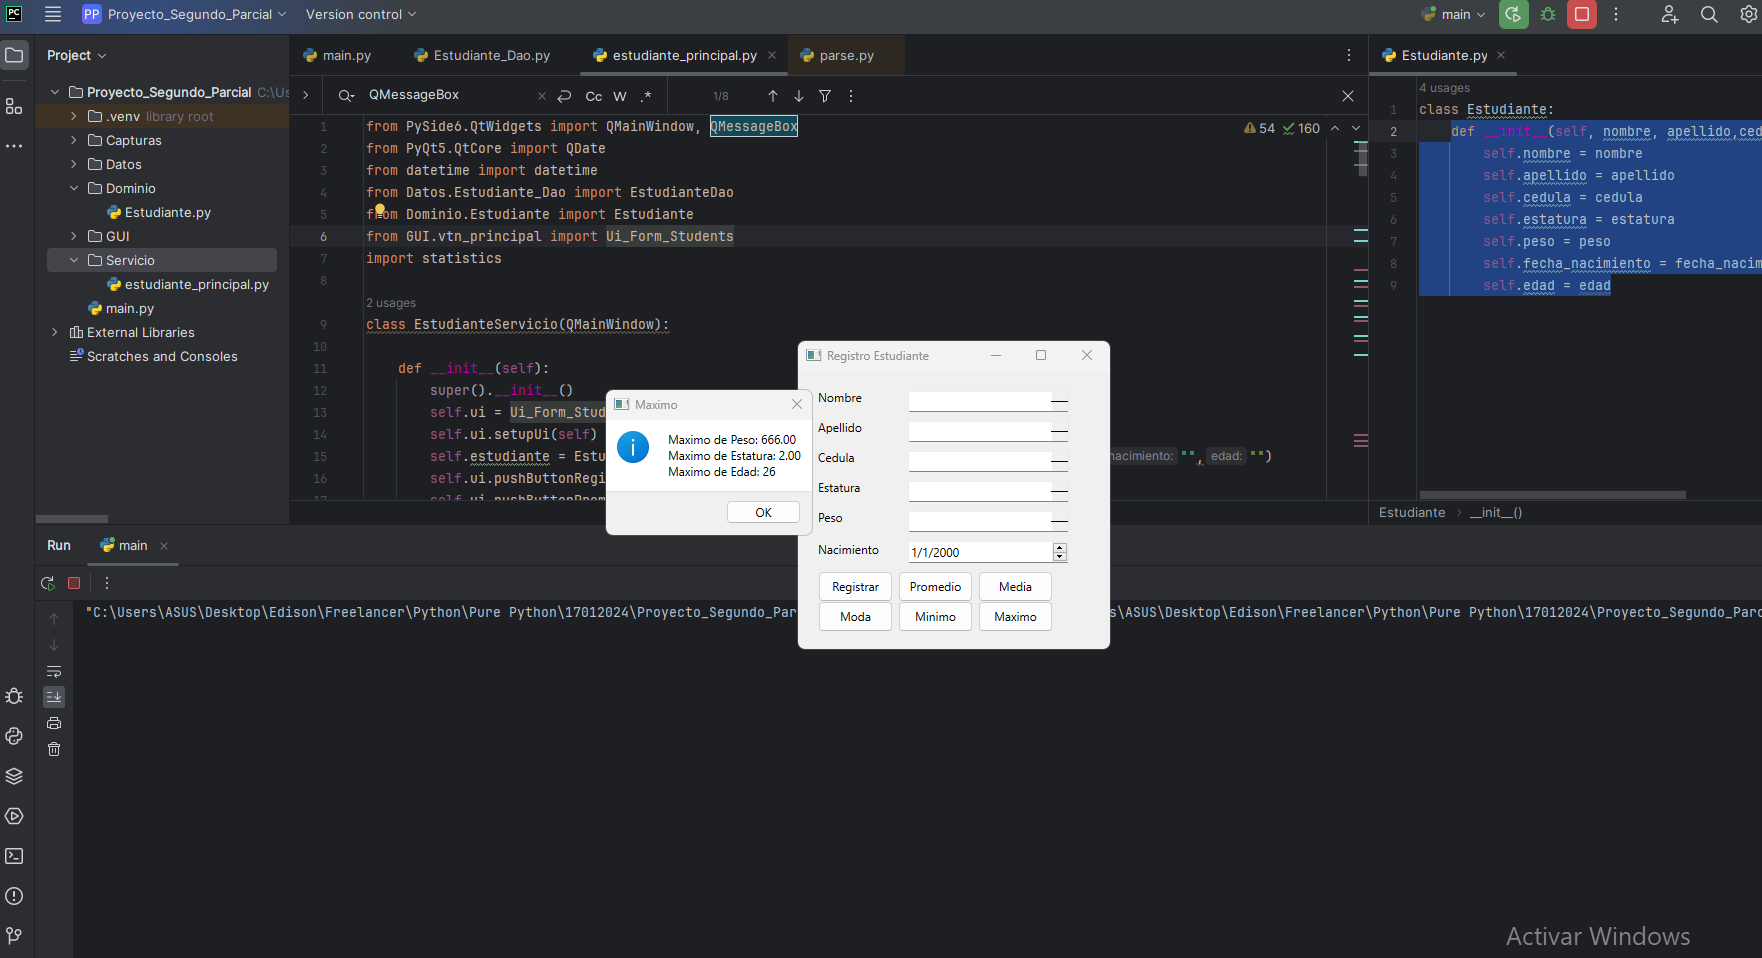 PC
PP Proyecto_Segundo_Parcial Version control main
Project
Proyecto_Segundo_Parcial C:\Us
.venv library root
Capturas
Datos
Dominio
Estudiante.py
GUI
Servicio
estudiante_principal.py
main.py
External Libraries
Scratches and Consoles
main.py Estudiante_Dao.py estudiante_principal.py parse.py
QMessageBox Cc W .* 1/8
54 160
1 from PySide6.QtWidgets import QMainWindow, QMessageBox
2 from PyQt5.QtCore import QDate
3 from datetime import datetime
4 from Datos.Estudiante_Dao import EstudianteDao
5 from Dominio.Estudiante import Estudiante
6 from GUI.vtn_principal import Ui_Form_Students
7 import statistics
8
2 usages
9 class EstudianteServicio(QMainWindow):
10
11 def __init__(self):
12 super().__init__()
13 self.ui = Ui_Form_Stud
14 self.ui.setupUi(self)
15 self.estudiante = Estu nacimiento: "", edad: "")
16 self.ui.pushButtonRegi
17 self.ui.pushButtonProm
Estudiante.py
4 usages
1 class Estudiante:
2 def __init__(self, nombre, apellido,ced
3 self.nombre = nombre
4 self.apellido = apellido
5 self.cedula = cedula
6 self.estatura = estatura
7 self.peso = peso
8 self.fecha_nacimiento = fecha_nacim
9 self.edad = edad
Estudiante › __init__()
Maximo
Maximo de Peso: 666.00
Maximo de Estatura: 2.00
Maximo de Edad: 26
OK
Registro Estudiante
Nombre
Apellido
Cedula
Estatura
Peso
Nacimiento 1/1/2000
Registrar Promedio Media
Moda Minimo Maximo
Run main
"C:\Users\ASUS\Desktop\Edison\Freelancer\Python\Pure Python\17012024\Proyecto_Segundo_Par s\ASUS\Desktop\Edison\Freelancer\Python\Pure Python\17012024\Proyecto_Segundo_Parc
Activar Windows